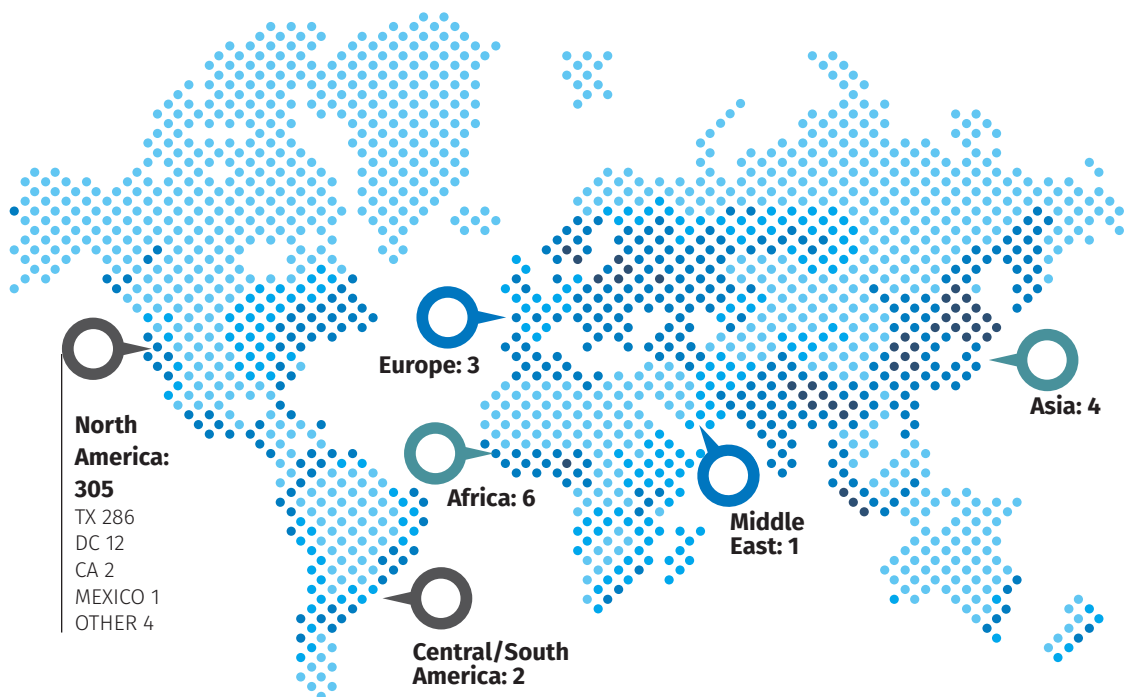 North
America:
305
TX 286
DC 12
CA 2
MEXICO 1
OTHER 4
Europe: 3
Africa: 6
Central/South
America: 2
Middle
East: 1
Asia: 4